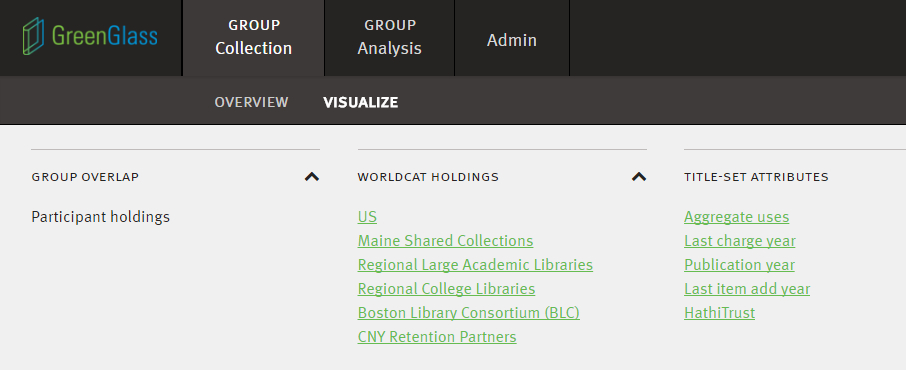 GreenGlass
GROUP
Collection
GROUP
Analysis
Admin
OVERVIEW
VISUALIZE
GROUP OVERLAP
Participant holdings
WORLDCAT HOLDINGS
US
Maine Shared Collections
Regional Large Academic Libraries
Regional College Libraries
Boston Library Consortium (BLC)
CNY Retention Partners
TITLE-SET ATTRIBUTES
Aggregate uses
Last charge year
Publication year
Last item add year
HathiTrust